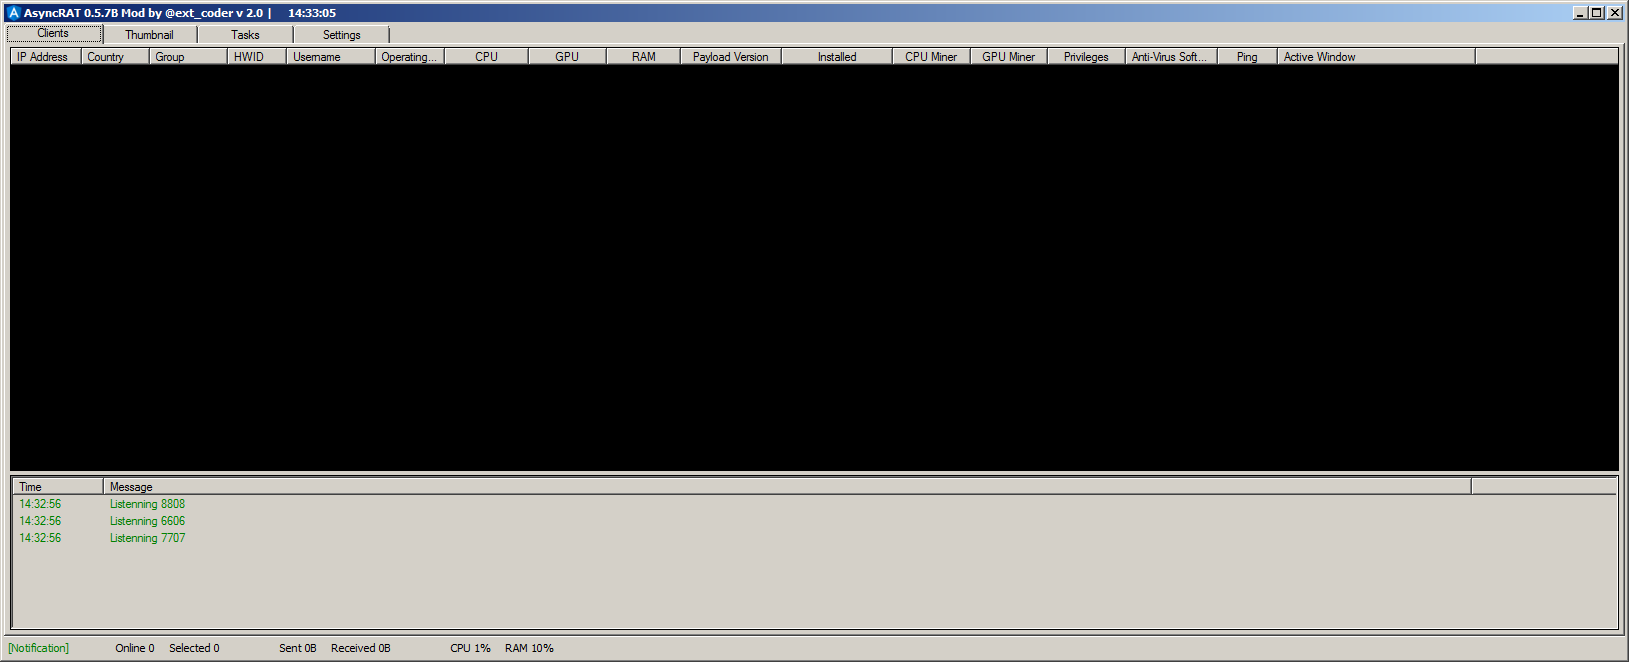 AsyncRAT 0.5.7B Mod by @ext_coder v 2.0 | 14:33:05
Clients Thumbnail Tasks Settings
IP Address Country Group HWID Username Operating... CPU GPU RAM Payload Version Installed CPU Miner GPU Miner Privileges Anti-Virus Soft... Ping Active Window
Time Message
14:32:56 Listenning 8808
14:32:56 Listenning 6606
14:32:56 Listenning 7707
[Notification] Online 0 Selected 0 Sent 0B Received 0B CPU 1% RAM 10%